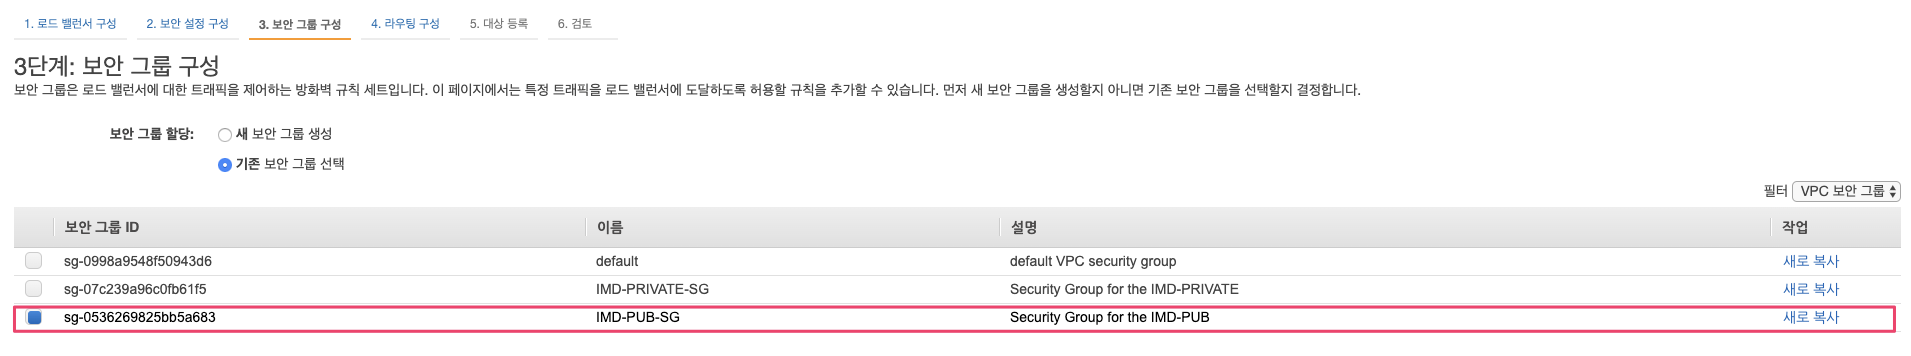 1. 로드 밸런서 구성 2. 보안 설정 구성 3. 보안 그룹 구성 4. 라우팅 구성 5. 대상 등록 6. 검토
3단계: 보안 그룹 구성
보안 그룹은 로드 밸런서에 대한 트래픽을 제어하는 방화벽 규칙 세트입니다. 이 페이지에서는 특정 트래픽을 로드 밸런서에 도달하도록 허용할 규칙을 추가할 수 있습니다. 먼저 새 보안 그룹을 생성할지 아니면 기존 보안 그룹을 선택할지 결정합니다.
보안 그룹 할당: 새 보안 그룹 생성
기존 보안 그룹 선택
필터 VPC 보안 그룹
보안 그룹 ID 이름 설명 작업
sg-0998a9548f50943d6 default default VPC security group 새로 복사
sg-07c239a96c0fb61f5 IMD-PRIVATE-SG Security Group for the IMD-PRIVATE 새로 복사
sg-0536269825bb5a683 IMD-PUB-SG Security Group for the IMD-PUB 새로 복사